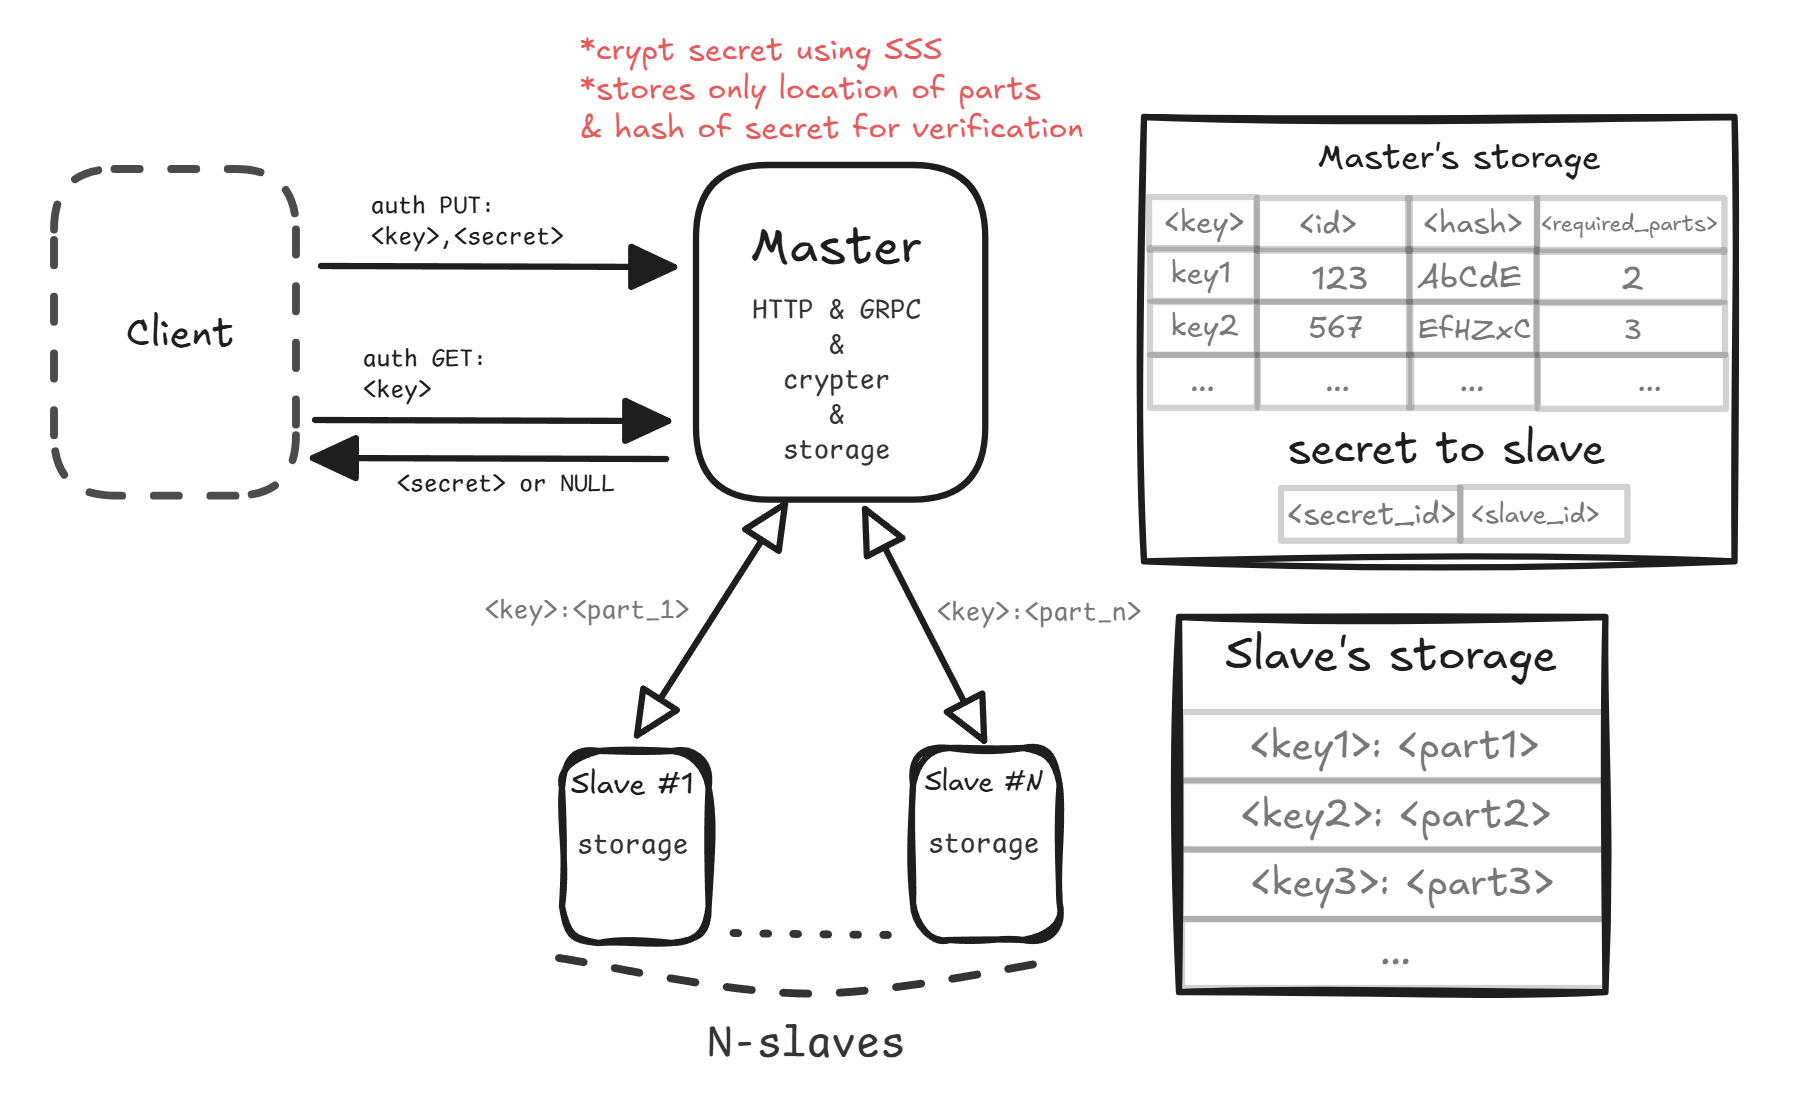 *crypt secret using SSS
*stores only location of parts
& hash of secret for verification
Client
auth PUT:
<key>,<secret>
auth GET:
<key>
<secret> or NULL
Master
HTTP & GRPC
&
crypter
&
storage
<key>:<part_1>
<key>:<part_n>
Slave #1
storage
Slave #N
storage
N-slaves
Master's storage
<key> <id> <hash> <required_parts>
key1 123 AbCdE 2
key2 567 EfHZxC 3
... ... ... ...
secret to slave
<secret_id> <slave_id>
Slave's storage
<key1>: <part1>
<key2>: <part2>
<key3>: <part3>
...